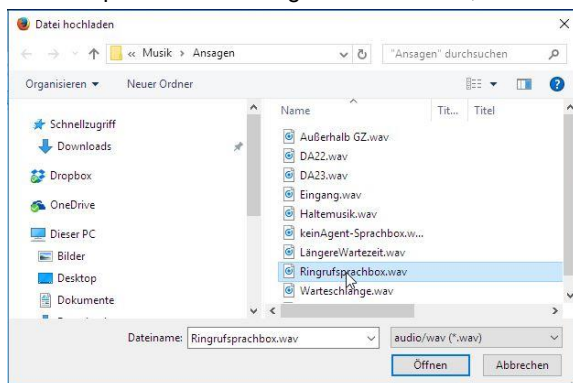 Datei hochladen
« Musik › Ansagen
"Ansagen" durchsuchen
Organisieren
Neuer Ordner
Name
Tit...
Titel
Schnellzugriff
Downloads
Dropbox
OneDrive
Dieser PC
Bilder
Desktop
Dokumente
Außerhalb GZ.wav
DA22.wav
DA23.wav
Eingang.wav
Haltemusik.wav
keinAgent-Sprachbox.w...
LängereWartezeit.wav
Ringrufsprachbox.wav
Warteschlange.wav
Dateiname: Ringrufsprachbox.wav
audio/wav (*.wav)
Öffnen
Abbrechen